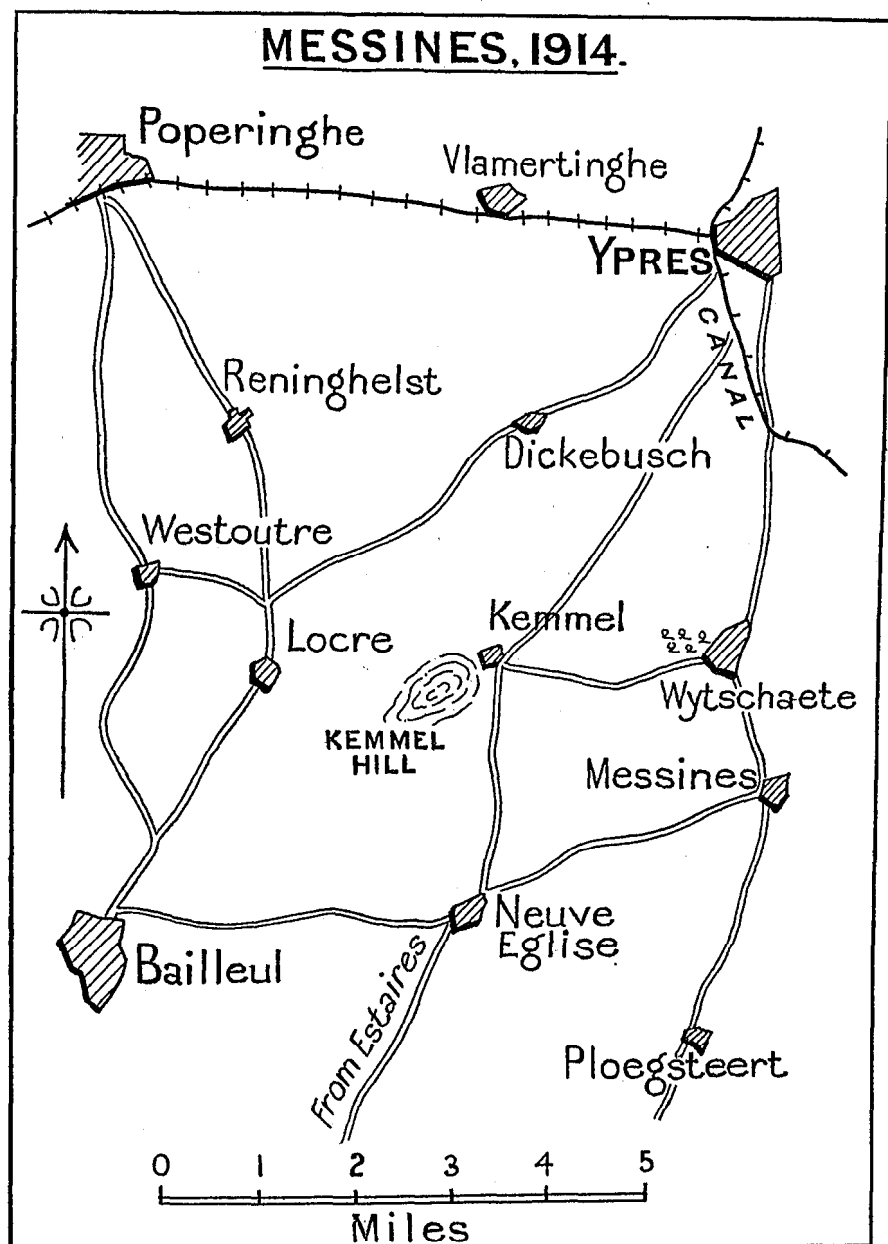 MESSINES, 1914.
Poperinghe
Vlamertinghe
YPRES
CANAL
Reninghelst
Dickebusch
Westoutre
Kemmel
Locre
Wytschaete
KEMMEL
HILL
Messines
Neuve
Eglise
Bailleul
From Estaires
Ploegsteert
0 1 2 3 4 5
Miles